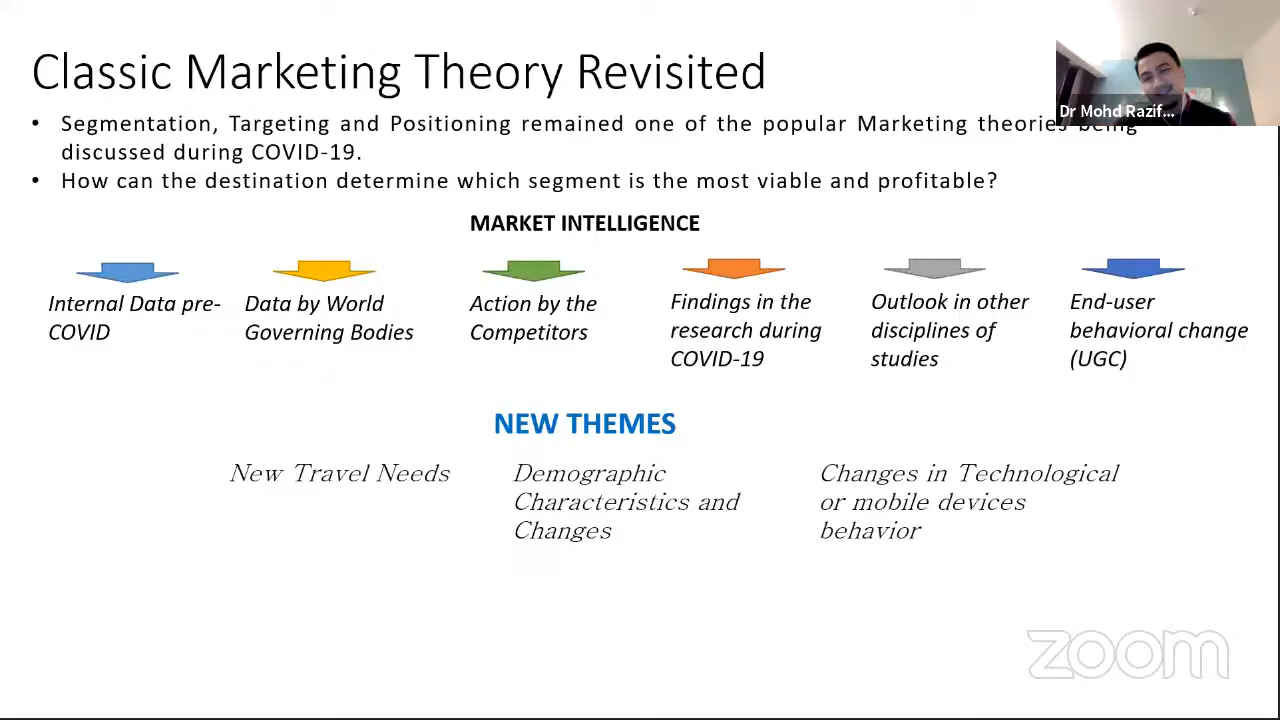 Classic Marketing Theory Revisited
Dr Mohd Razif...
• Segmentation, Targeting and Positioning remained one of the popular Marketing theories being
discussed during COVID-19.
• How can the destination determine which segment is the most viable and profitable?
MARKET INTELLIGENCE
Internal Data pre-
COVID
Data by World
Governing Bodies
Action by the
Competitors
Findings in the
research during
COVID-19
Outlook in other
disciplines of
studies
End-user
behavioral change
(UGC)
NEW THEMES
New Travel Needs
Demographic
Characteristics and
Changes
Changes in Technological
or mobile devices
behavior
zoom